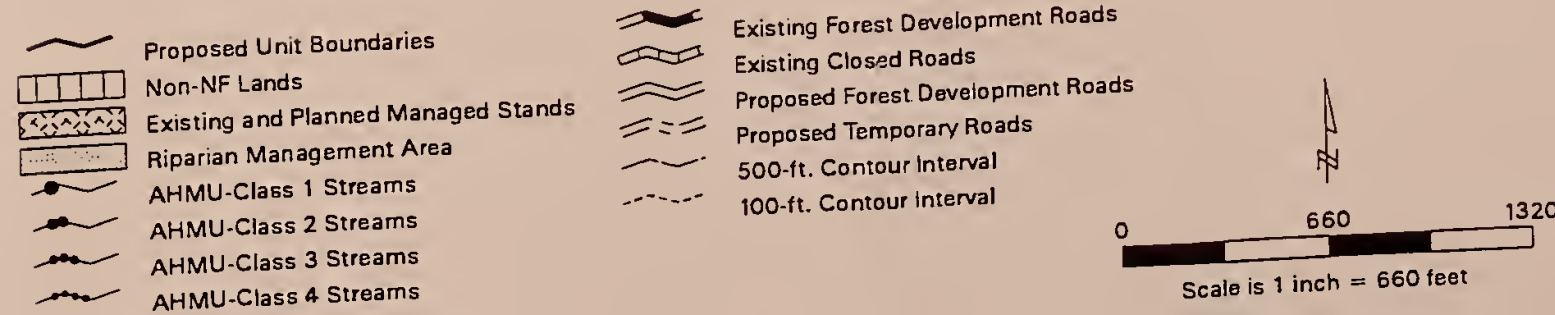 Proposed Unit Boundaries
Non-NF Lands
Existing and Planned Managed Stands
Riparian Management Area
AHMU-Class 1 Streams
AHMU-Class 2 Streams
AHMU-Class 3 Streams
AHMU-Class 4 Streams
Existing Forest Development Roads
Existing Closed Roads
Proposed Forest Development Roads
Proposed Temporary Roads
500-ft. Contour Interval
100-ft. Contour Interval
N
0 660 1320
Scale is 1 inch = 660 feet